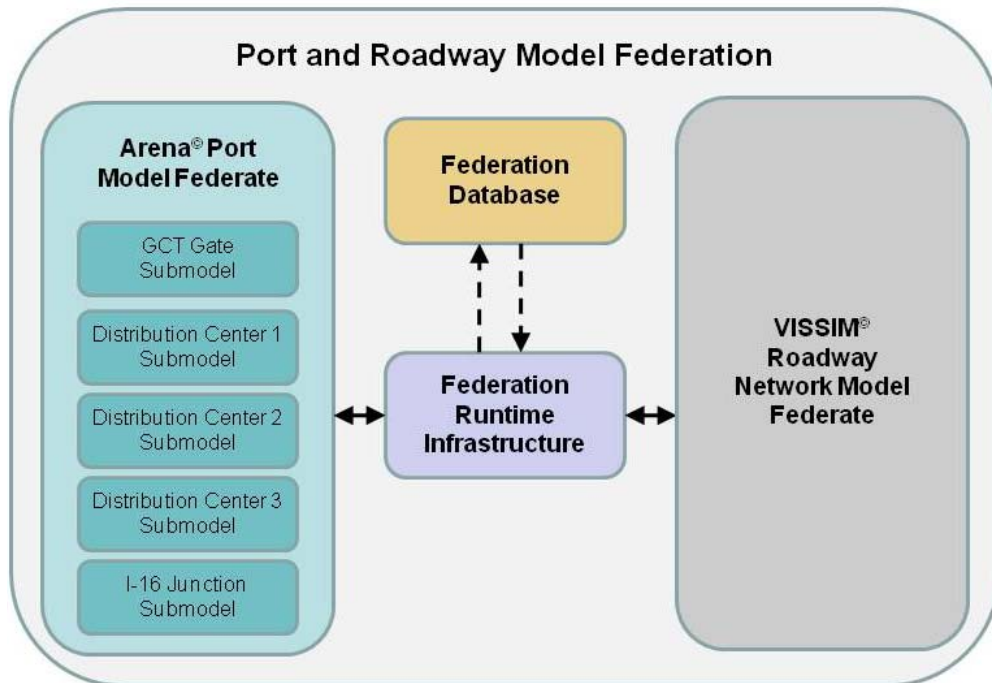 Port and Roadway Model Federation
Arena© Port
Model Federate
GCT Gate
Submodel
Distribution Center 1
Submodel
Distribution Center 2
Submodel
Distribution Center 3
Submodel
I-16 Junction
Submodel
Federation
Database
Federation
Runtime
Infrastructure
VISSIM©
Roadway
Network Model
Federate